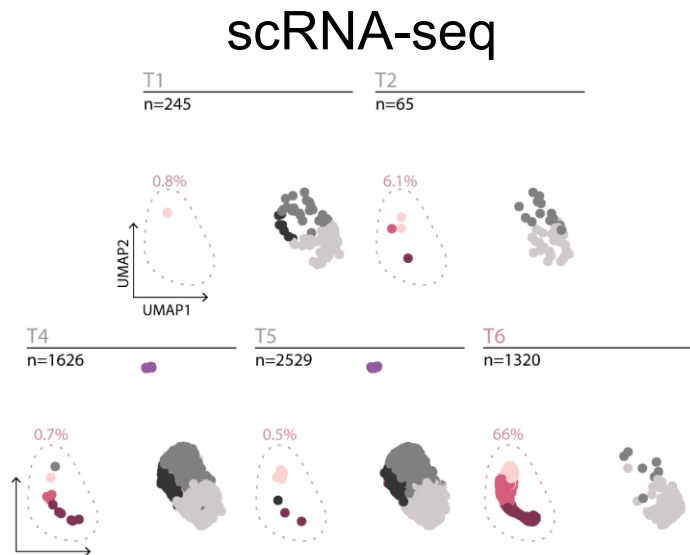 scRNA-seq
T1 T2
n=245 n=65
0.8% 6.1%
UMAP2
UMAP1
T4 T5 T6
n=1626 n=2529 n=1320
0.7% 0.5% 66%